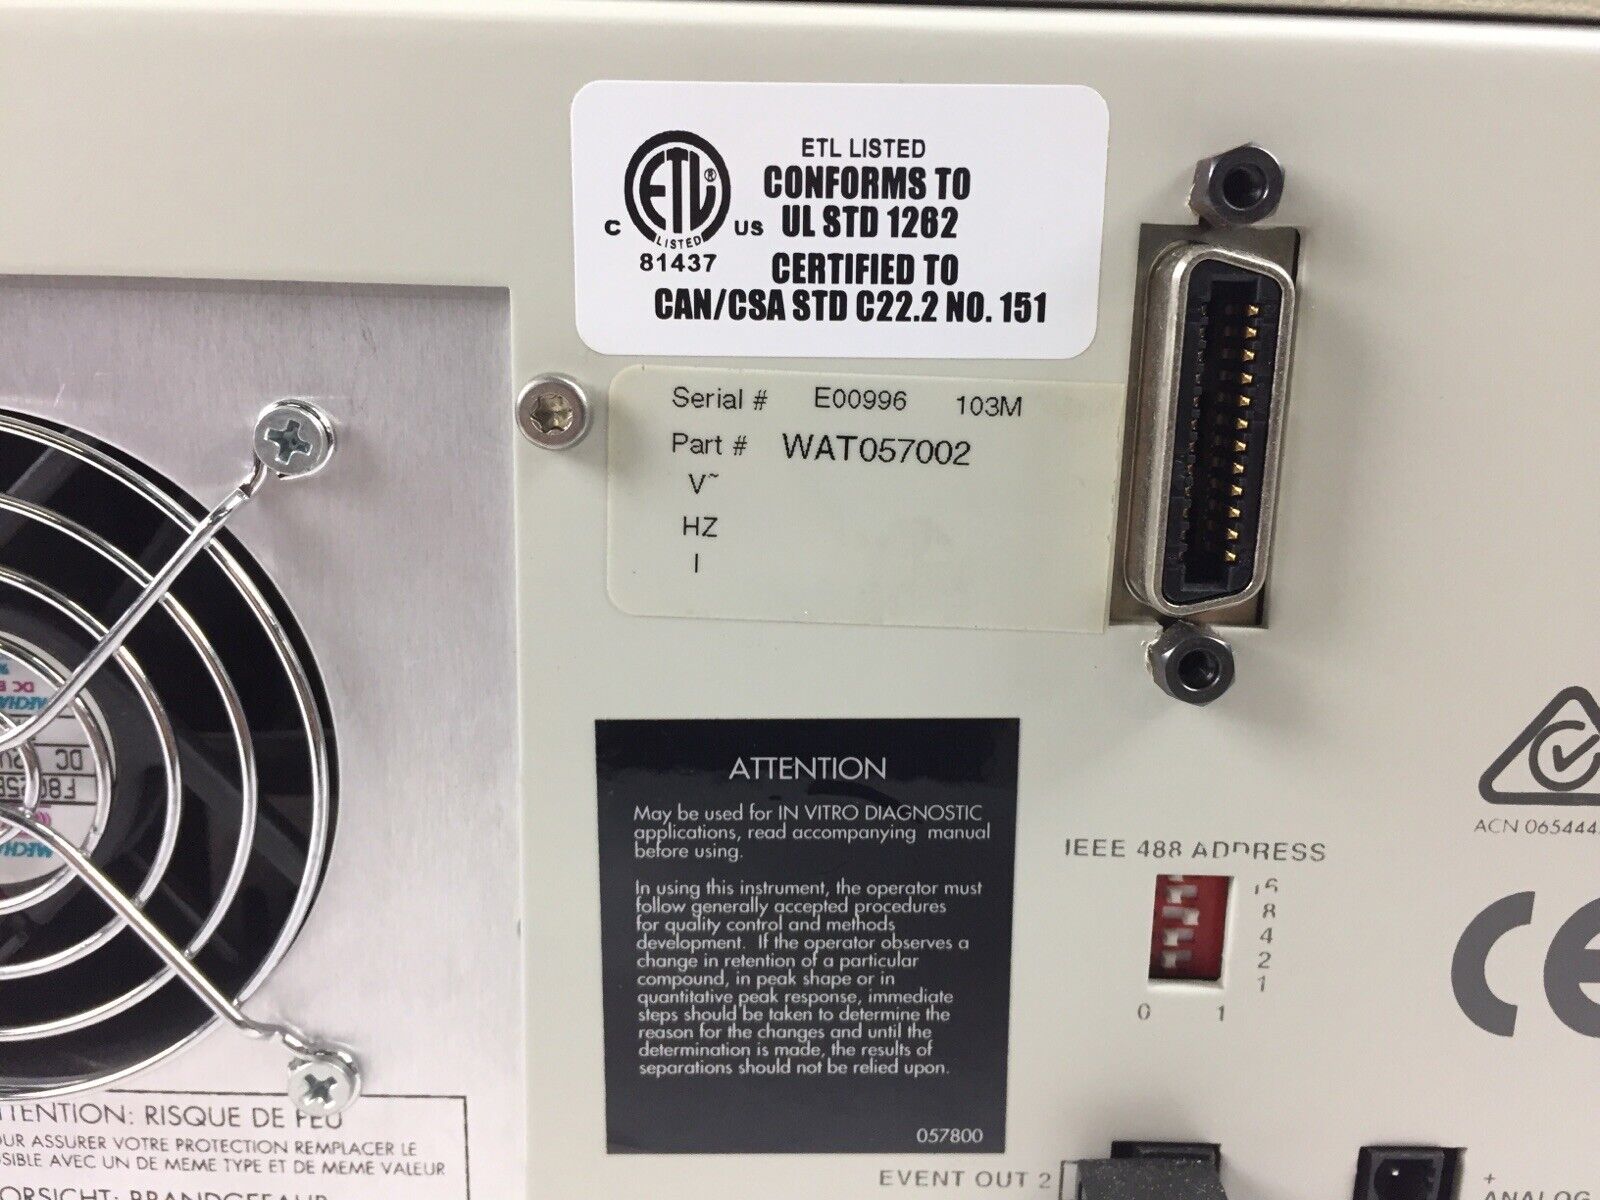 ETL LISTED
CONFORMS TO
UL STD 1262
CERTIFIED TO
CAN/CSA STD C22.2 NO. 151
ETL
®
LISTED
C
US
81437
Serial # E00996 103M
Part # WAT057002
V~
HZ
I
ATTENTION
May be used for IN VITRO DIAGNOSTIC
applications, read accompanying manual
before using.
In using this instrument, the operator must
follow generally accepted procedures
for quality control and methods
development. If the operator observes a
change in retention of a particular
compound, in peak shape or in
quantitative peak response, immediate
steps should be taken to determine the
reason for the changes and until the
determination is made, the results of
separations should not be relied upon.
057800
IEEE 488 ADDRESS
16
8
4
2
1
0 1
ACN 065444
CE
DC
RISQUE DE FEU
ASSURER VOTRE PROTECTION REMPLACER LE
AVEC UN DE MEME TYPE ET DE MEME VALEUR
EVENT OUT 2
+
ANALOG